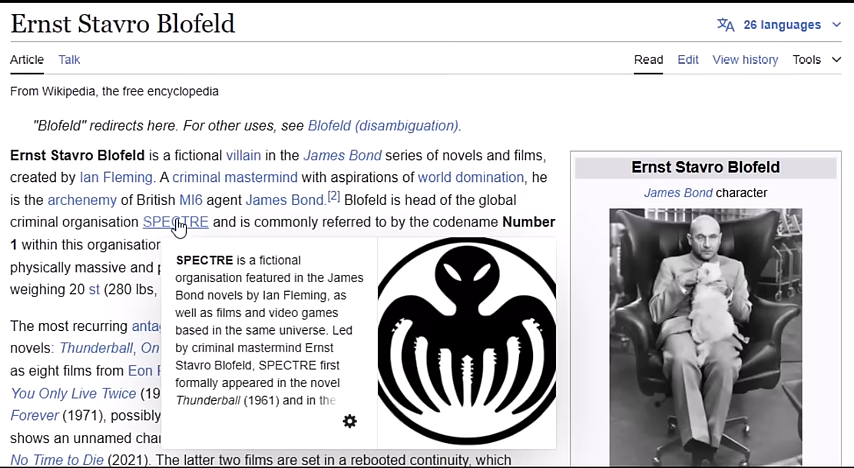 Ernst Stavro Blofeld
26 languages
Article Talk Read Edit View history Tools
From Wikipedia, the free encyclopedia
"Blofeld" redirects here. For other uses, see Blofeld (disambiguation).
Ernst Stavro Blofeld is a fictional villain in the James Bond series of novels and films,
created by Ian Fleming. A criminal mastermind with aspirations of world domination, he
is the archenemy of British MI6 agent James Bond.[2] Blofeld is head of the global
criminal organisation SPECTRE and is commonly referred to by the codename Number
1 within this organisation
physically massive and p
weighing 20 st (280 lbs,
The most recurring anta
novels: Thunderball, On
as eight films from Eon
You Only Live Twice (19
Forever (1971), possibly
shows an unnamed char
No Time to Die (2021). The latter two films are set in a rebooted continuity, which
SPECTRE is a fictional
organisation featured in the James
Bond novels by Ian Fleming, as
well as films and video games
based in the same universe. Led
by criminal mastermind Ernst
Stavro Blofeld, SPECTRE first
formally appeared in the novel
Thunderball (1961) and in the
Ernst Stavro Blofeld
James Bond character